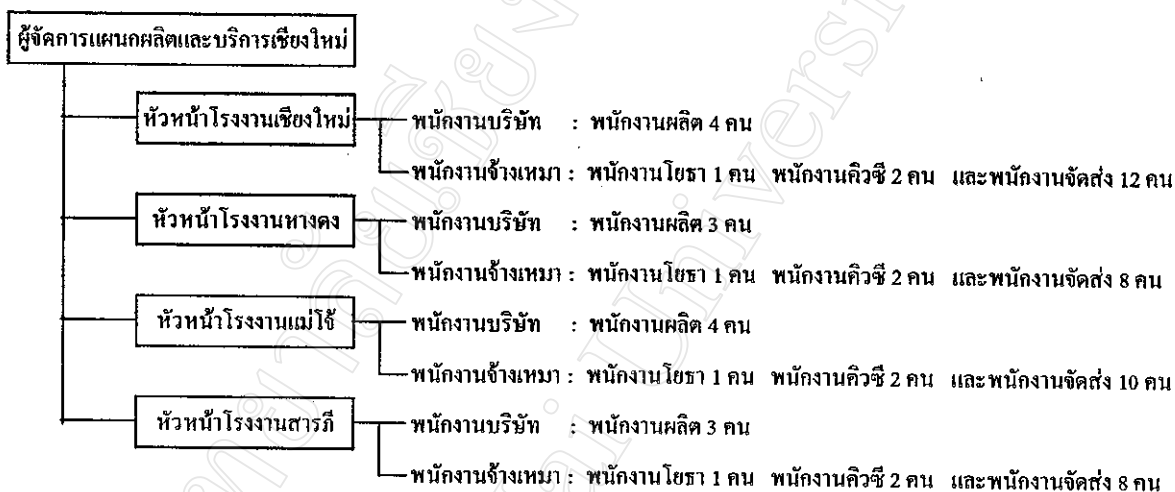 ผู้จัดการแผนกผลิตและบริการเชียงใหม่
หัวหน้าโรงงานเชียงใหม่ พนักงานบริษัท : พนักงานผลิต 4 คน
พนักงานจ้างเหมา : พนักงานโยธา 1 คน พนักงานคิวซี 2 คน และพนักงานจัดส่ง 12 คน
หัวหน้าโรงงานหางดง พนักงานบริษัท : พนักงานผลิต 3 คน
พนักงานจ้างเหมา : พนักงานโยธา 1 คน พนักงานคิวซี 2 คน และพนักงานจัดส่ง 8 คน
หัวหน้าโรงงานแม่โจ้ พนักงานบริษัท : พนักงานผลิต 4 คน
พนักงานจ้างเหมา : พนักงานโยธา 1 คน พนักงานคิวซี 2 คน และพนักงานจัดส่ง 10 คน
หัวหน้าโรงงานสารภี พนักงานบริษัท : พนักงานผลิต 3 คน
พนักงานจ้างเหมา : พนักงานโยธา 1 คน พนักงานคิวซี 2 คน และพนักงานจัดส่ง 8 คน